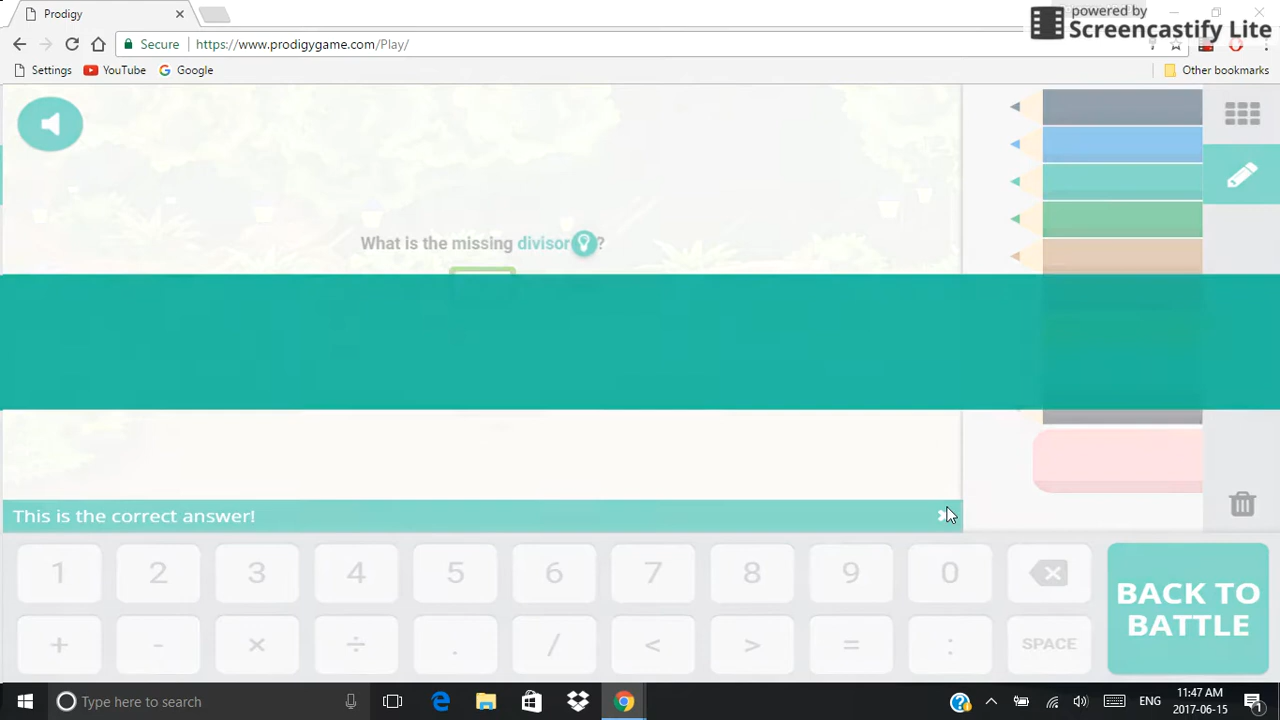 Prodigy
powered by
Screencastify Lite
Secure
https://www.prodigygame.com/Play/
Settings
YouTube
Google
Other bookmarks
What is the missing divisor ?
This is the correct answer!
1 2 3 4 5 6 7 8 9 0
+ - × ÷ . / < > = : SPACE
BACK TO
BATTLE
Type here to search
ENG
11:47 AM
2017-06-15
1